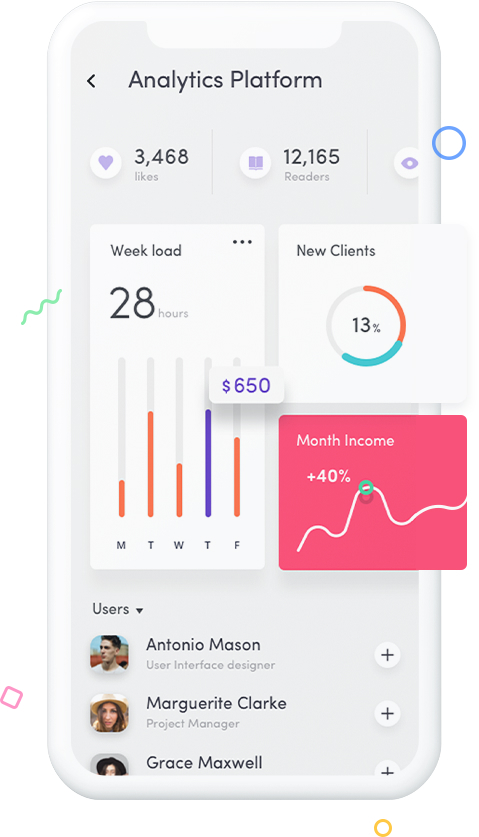 Analytics Platform
3,468
likes
12,165
Readers
Week load
28 hours
$650
M T W T F
New Clients
13%
Month Income
+40%
Users
Antonio Mason
User Interface designer
Marguerite Clarke
Project Manager
Grace Maxwell